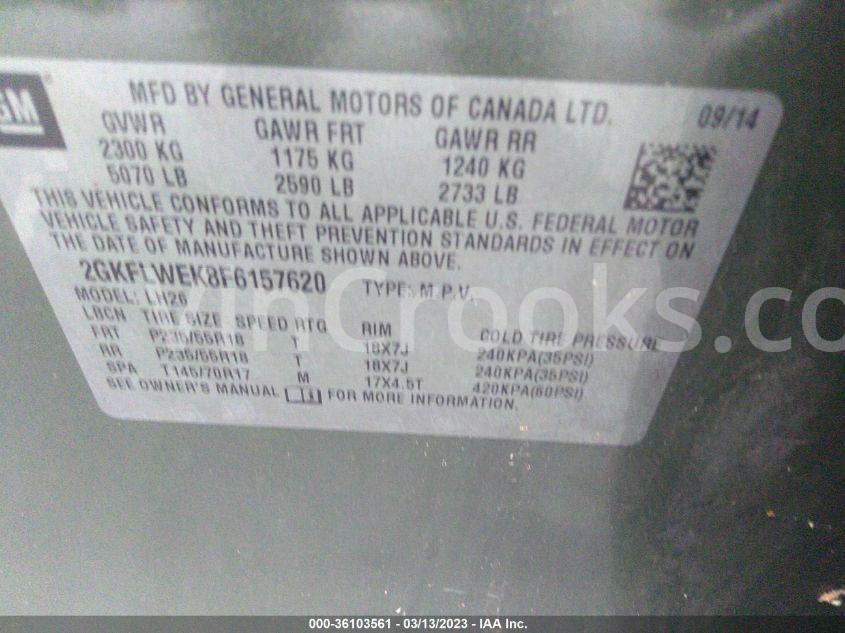 GM
MFD BY GENERAL MOTORS OF CANADA LTD.
09/14
GVWR GAWR FRT GAWR RR
2300 KG 1175 KG 1240 KG
5070 LB 2590 LB 2733 LB
THIS VEHICLE CONFORMS TO ALL APPLICABLE U.S. FEDERAL MOTOR
VEHICLE SAFETY AND THEFT PREVENTION STANDARDS IN EFFECT ON
THE DATE OF MANUFACTURE SHOWN ABOVE.
2GKFLWEK8F6157620 TYPE: M.P.V.
MODEL: LH26
LBCN TIRE SIZE SPEED RTG RIM COLD TIRE PRESSURE
FRT P235/55R18 T 18X7J 240KPA(35PSI)
RR P235/55R18 T 18X7J 240KPA(35PSI)
SPA T145/70R17 M 17X4.5T 420KPA(60PSI)
SEE OWNER'S MANUAL FOR MORE INFORMATION.
VinCrooks.Check
000-36103561 - 03/13/2023 - IAA Inc.